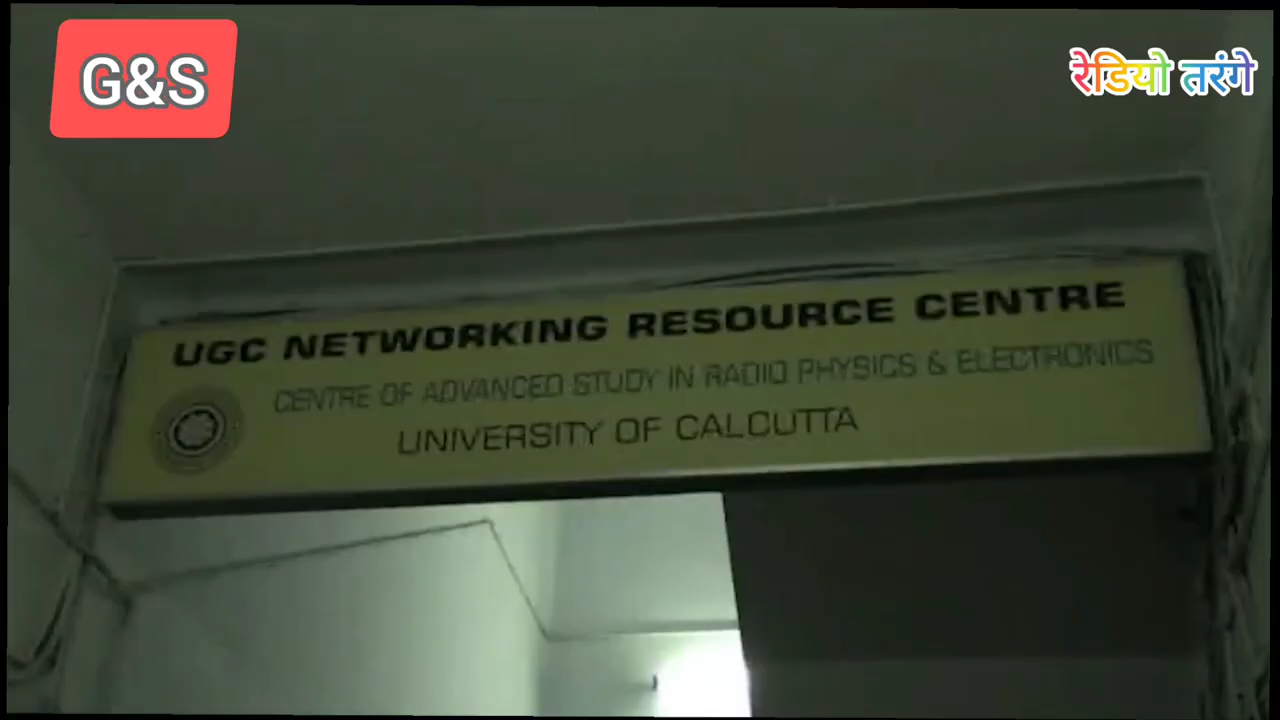 G&S
रेडियो तरंगे
UGC NETWORKING RESOURCE CENTRE
CENTRE OF ADVANCED STUDY IN RADIO PHYSICS & ELECTRONICS
UNIVERSITY OF CALCUTTA